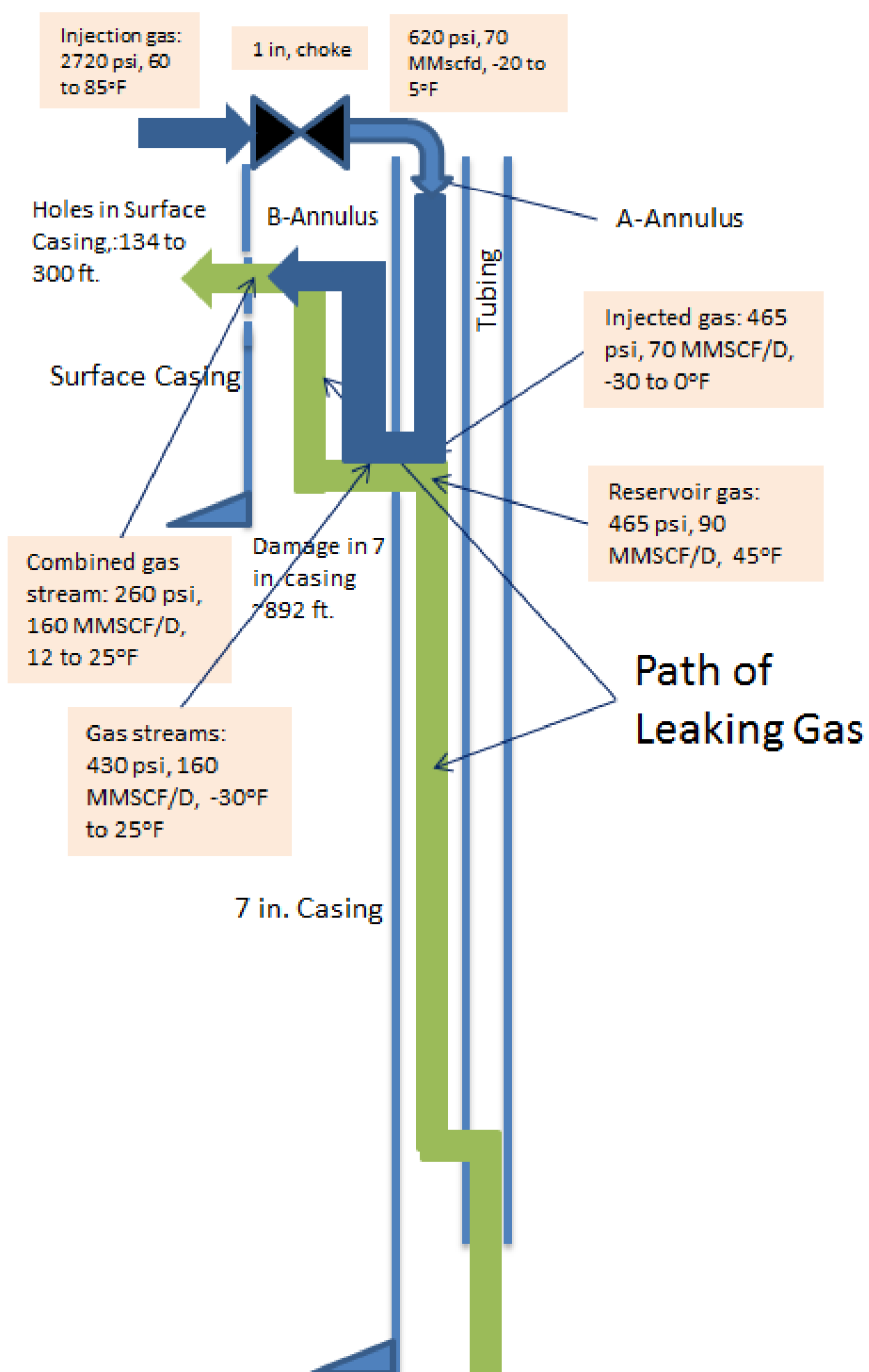 Injection gas:
2720 psi, 60
to 85°F
1 in, choke
620 psi, 70
MMscfd, -20 to
5°F
Holes in Surface
Casing,:134 to
300 ft.
B-Annulus
A-Annulus
Tubing
Injected gas: 465
psi, 70 MMSCF/D,
-30 to 0°F
Surface Casing
Reservoir gas:
465 psi, 90
MMSCF/D, 45°F
Damage in 7
in. casing
~892 ft.
Combined gas
stream: 260 psi,
160 MMSCF/D,
12 to 25°F
Path of
Leaking Gas
Gas streams:
430 psi, 160
MMSCF/D, -30°F
to 25°F
7 in. Casing